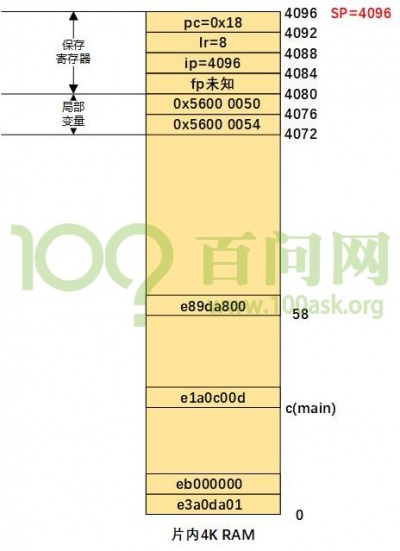 4096 SP=4096
pc=0x18
4092
lr=8
4088
保存
寄存器
ip=4096
4084
fp未知
4080
局部
变量
0x5600 0050
4076
0x5600 0054
4072
百问网
www.100ask.org
e89da800
58
e1a0c00d
c(main)
eb000000
e3a0da01
0
片内4K RAM